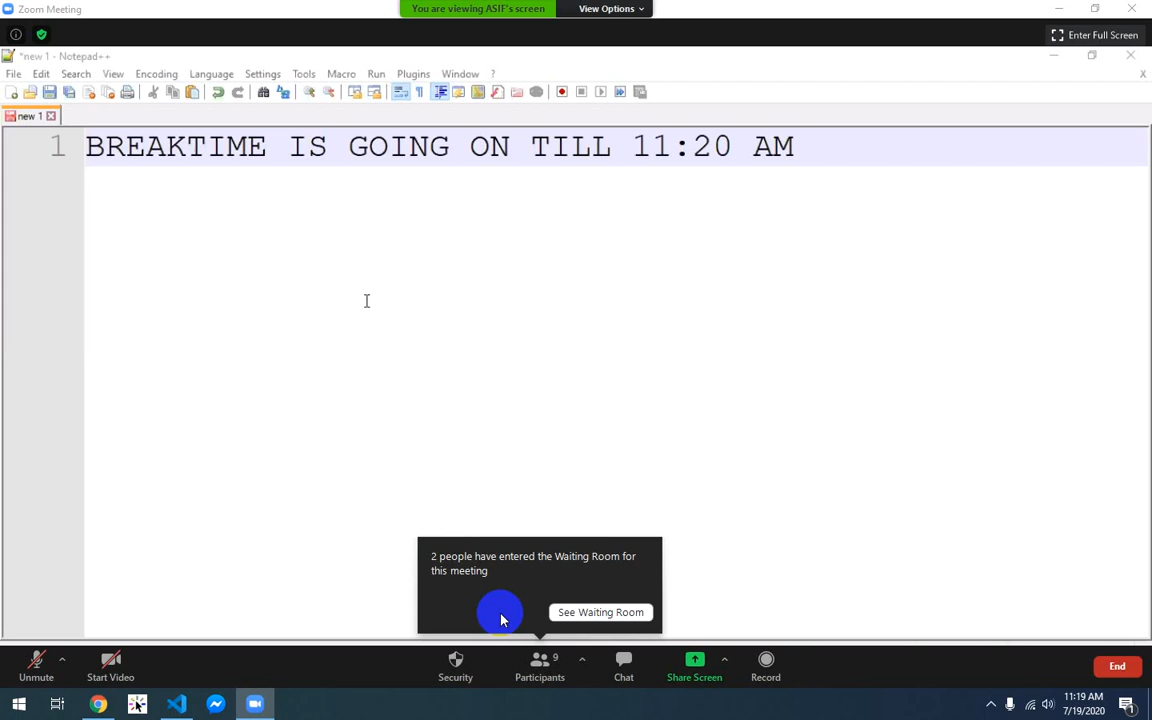 Zoom Meeting
You are viewing ASIF's screen
View Options
Enter Full Screen
*new 1 - Notepad++
File Edit Search View Encoding Language Settings Tools Macro Run Plugins Window ? X
new 1
1 BREAKTIME IS GOING ON TILL 11:20 AM
2 people have entered the Waiting Room for
this meeting
See Waiting Room
9
Unmute Start Video Security Participants Chat Share Screen Record End
11:19 AM
7/19/2020
1